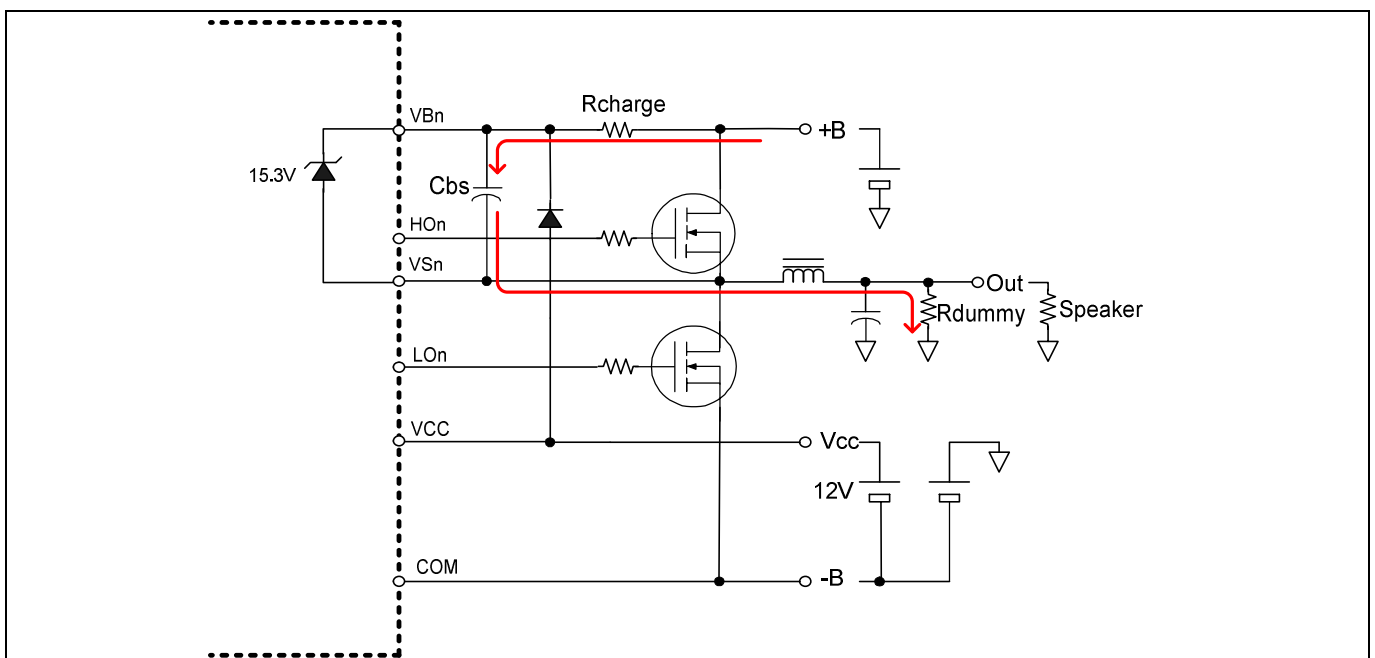 Rcharge
VBn
+B
15.3V
Cbs
HOn
VSn
Out
Rdummy
Speaker
LOn
VCC
Vcc
12V
COM
-B